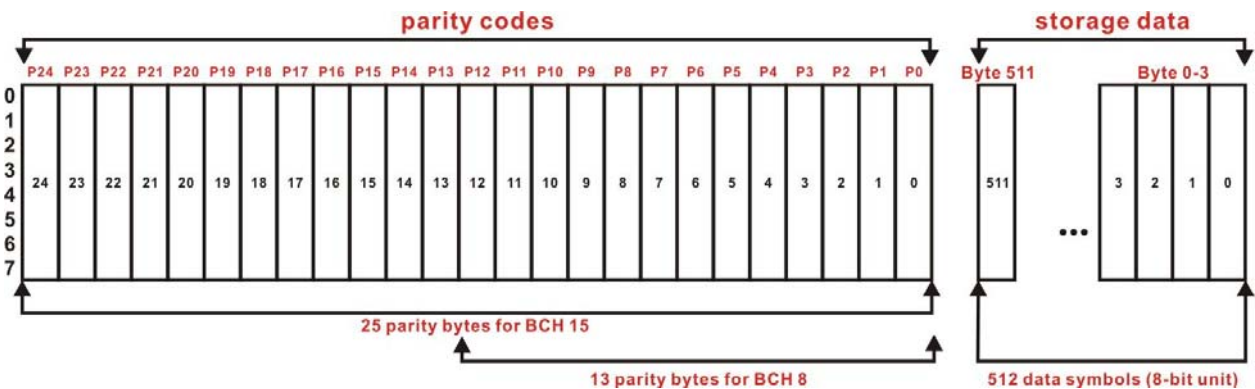 parity codes
storage data
P24 P23 P22 P21 P20 P19 P18 P17 P16 P15 P14 P13 P12 P11 P10 P9 P8 P7 P6 P5 P4 P3 P2 P1 P0
Byte 511
Byte 0-3
0
1
2
3
4
5
6
7
24 23 22 21 20 19 18 17 16 15 14 13 12 11 10 9 8 7 6 5 4 3 2 1 0
511
...
3 2 1 0
25 parity bytes for BCH 15
13 parity bytes for BCH 8
512 data symbols (8-bit unit)